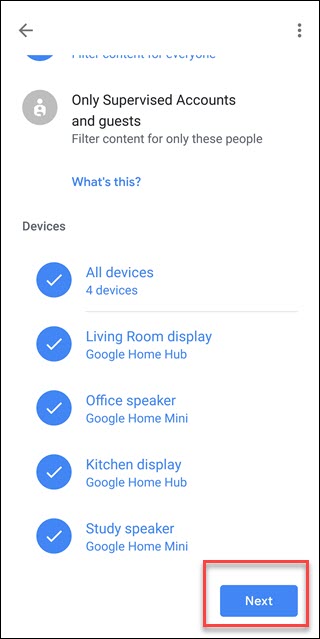 Filter content for everyone
Only Supervised Accounts
and guests
Filter content for only these people
What's this?
Devices
All devices
4 devices
Living Room display
Google Home Hub
Office speaker
Google Home Mini
Kitchen display
Google Home Hub
Study speaker
Google Home Mini
Next